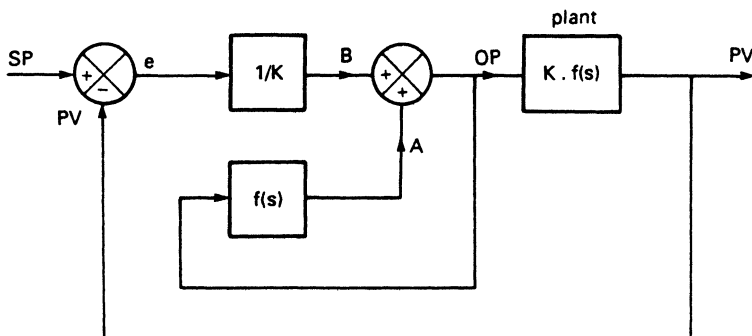 plant
SP
+
−
e
1/K
B
+
+
OP
K . f(s)
PV
PV
A
f(s)